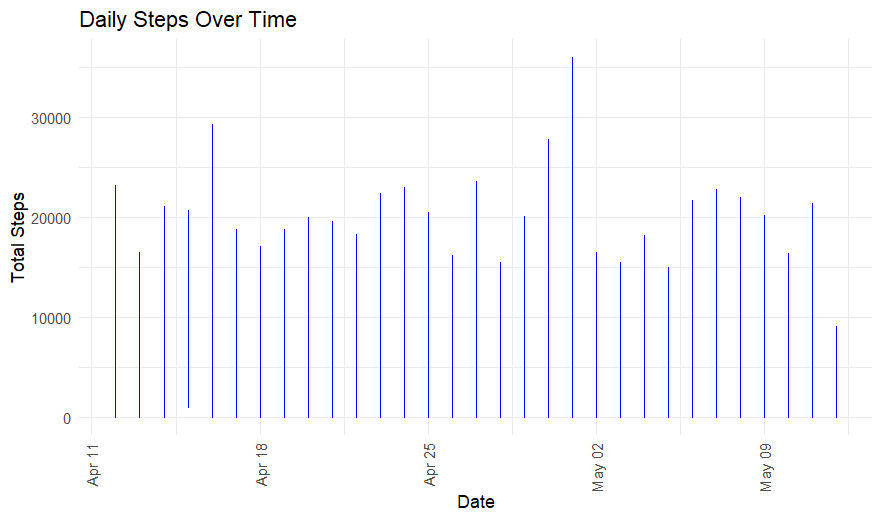 Daily Steps Over Time
Total Steps
30000
20000
10000
0
Apr 11
Apr 18
Apr 25
May 02
May 09
Date